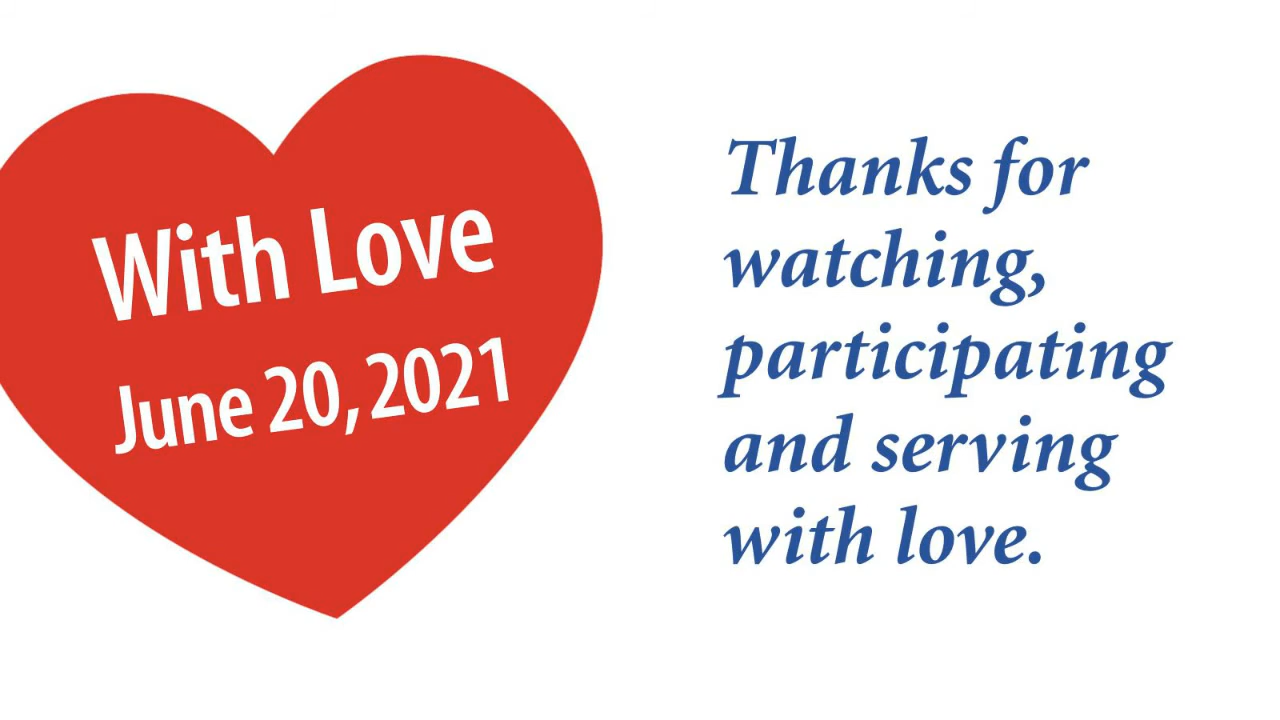 With Love
June 20, 2021
Thanks for
watching,
participating
and serving
with love.